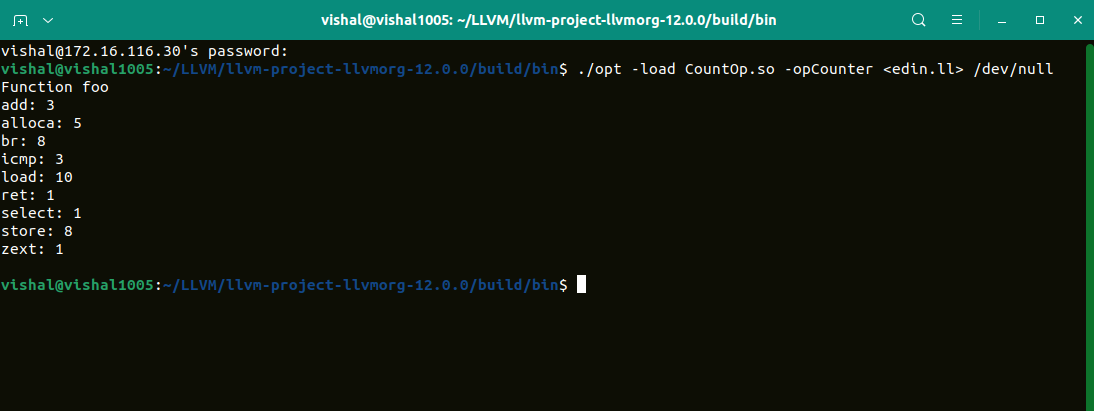 vishal@vishal1005: ~/LLVM/llvm-project-llvmorg-12.0.0/build/bin
vishal@172.16.116.30's password:
vishal@vishal1005:~/LLVM/llvm-project-llvmorg-12.0.0/build/bin$ ./opt -load CountOp.so -opCounter <edin.ll> /dev/null
Function foo
add: 3
alloca: 5
br: 8
icmp: 3
load: 10
ret: 1
select: 1
store: 8
zext: 1
vishal@vishal1005:~/LLVM/llvm-project-llvmorg-12.0.0/build/bin$